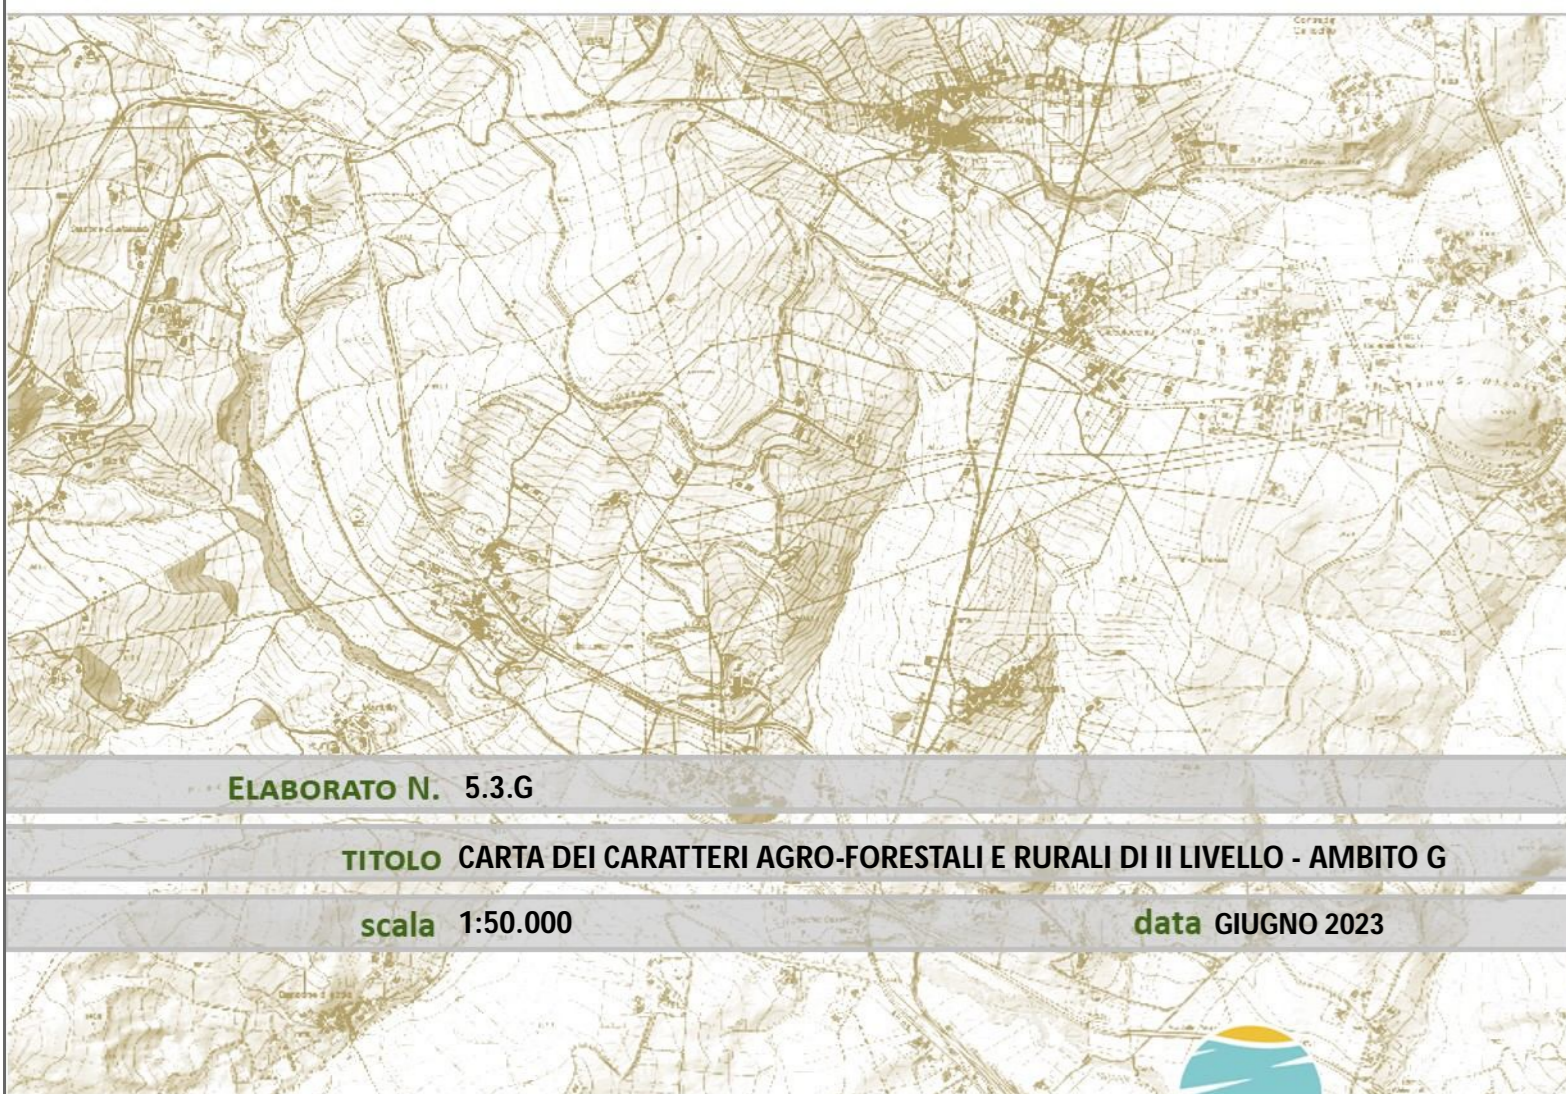 ELABORATO N. 5.3.G
TITOLO CARTA DEI CARATTERI AGRO-FORESTALI E RURALI DI II LIVELLO - AMBITO G
scala 1:50.000 data GIUGNO 2023